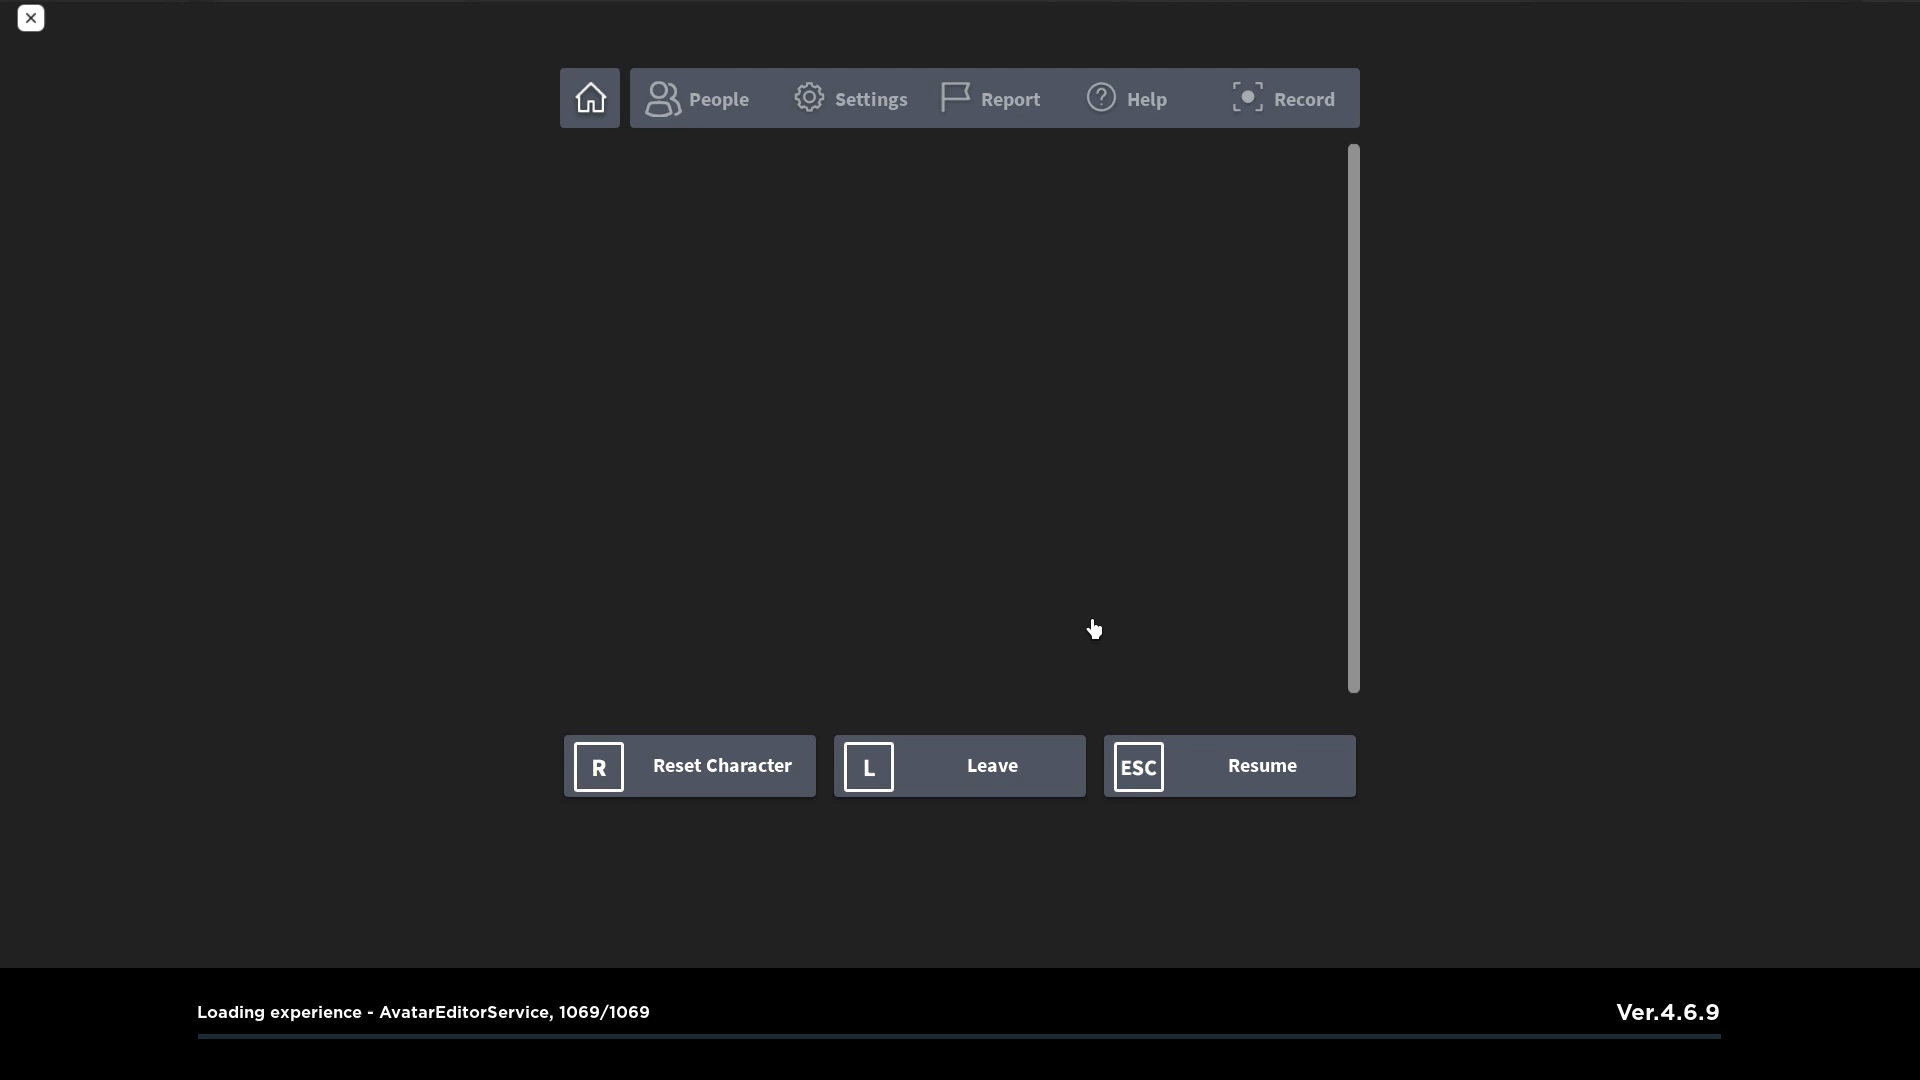 People
Settings
Report
Help
Record
R Reset Character
L Leave
ESC Resume
Loading experience - AvatarEditorService, 1069/1069
Ver.4.6.9